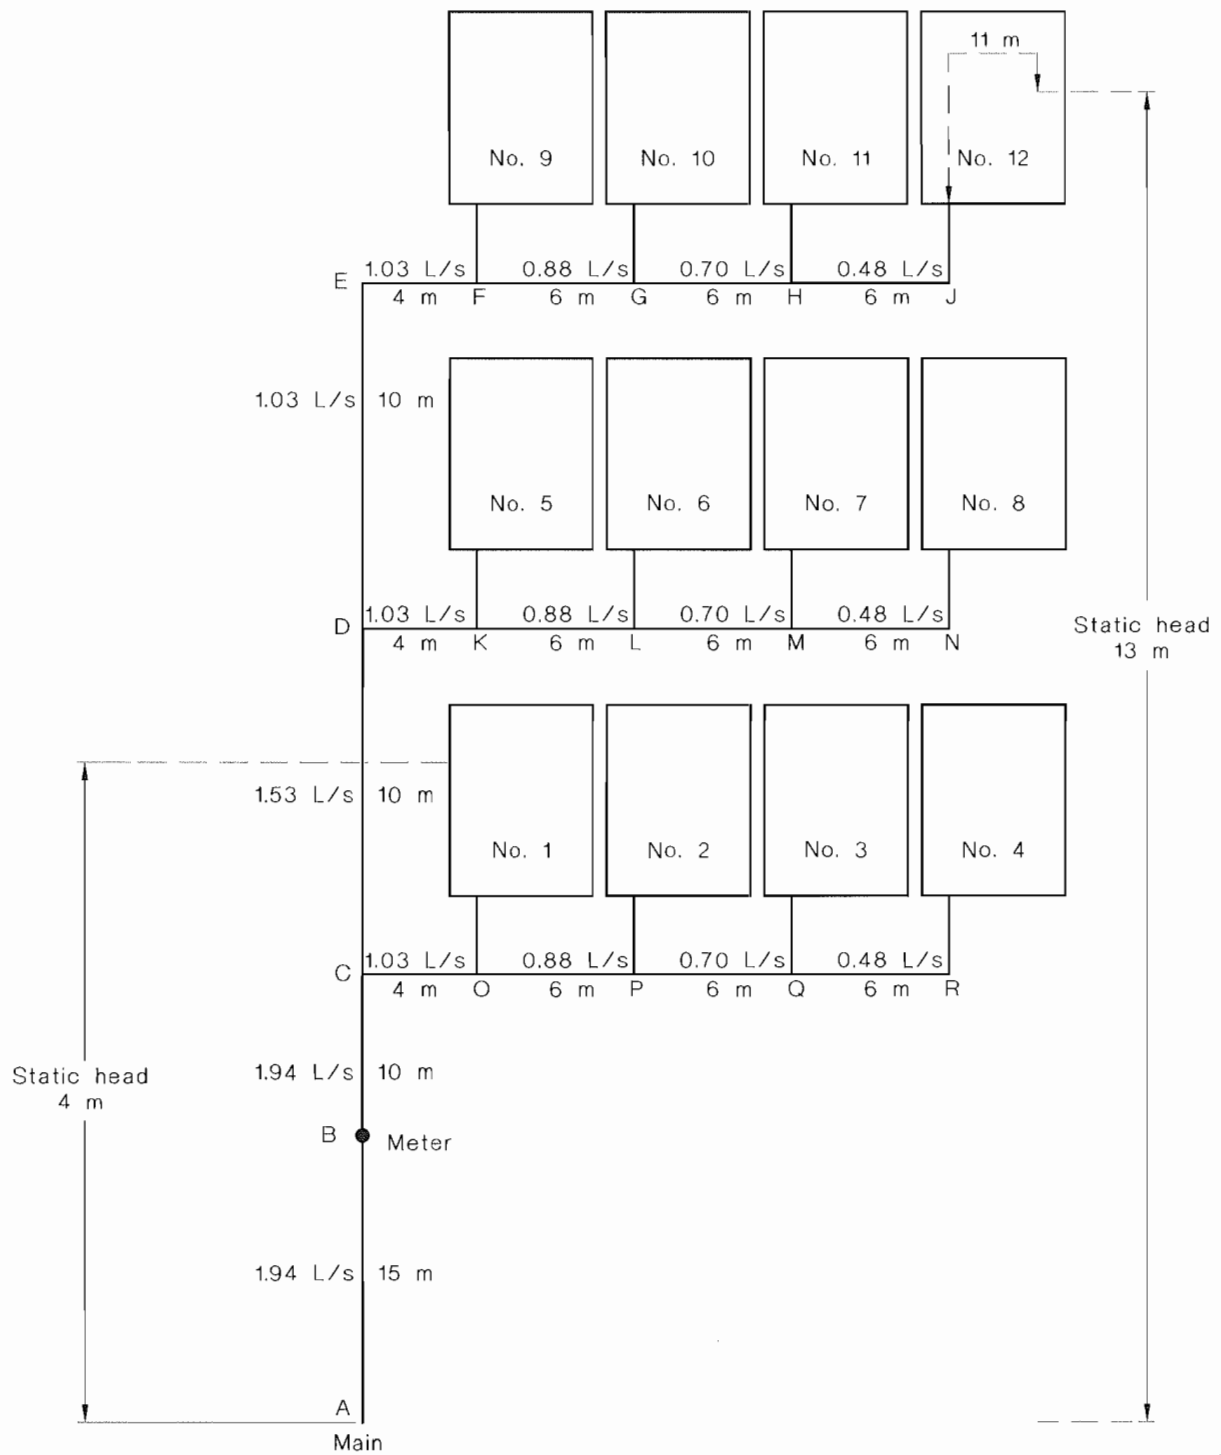 11 m
No. 9
No. 10
No. 11
No. 12
E
1.03 L/s
0.88 L/s
0.70 L/s
0.48 L/s
4 m
F
6 m
G
6 m
H
6 m
J
1.03 L/s
10 m
No. 5
No. 6
No. 7
No. 8
D
1.03 L/s
0.88 L/s
0.70 L/s
0.48 L/s
4 m
K
6 m
L
6 m
M
6 m
N
Static head
13 m
1.53 L/s
10 m
No. 1
No. 2
No. 3
No. 4
C
1.03 L/s
0.88 L/s
0.70 L/s
0.48 L/s
4 m
O
6 m
P
6 m
Q
6 m
R
Static head
4 m
1.94 L/s
10 m
B
Meter
1.94 L/s
15 m
A
Main